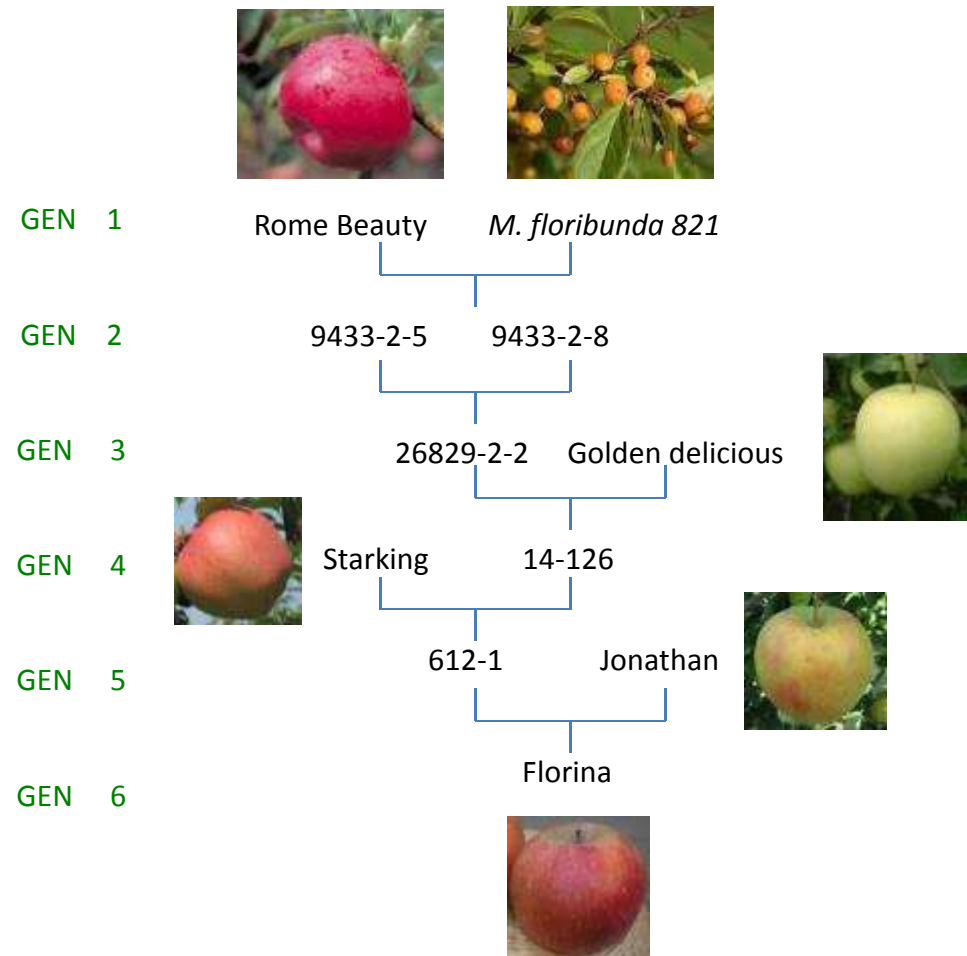 GEN 1 Rome Beauty M. floribunda 821
GEN 2 9433-2-5 9433-2-8
GEN 3 26829-2-2 Golden delicious
GEN 4 Starking 14-126
GEN 5 612-1 Jonathan
Florina
GEN 6